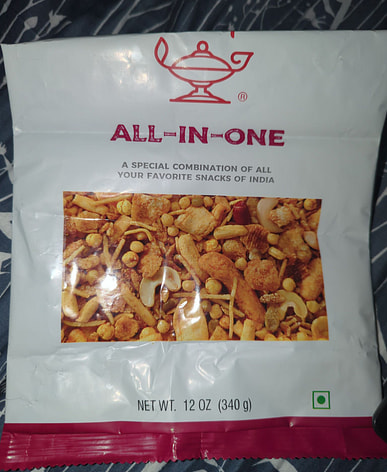 ®
ALL-IN-ONE
A SPECIAL COMBINATION OF ALL
YOUR FAVORITE SNACKS OF INDIA
NET WT. 12 OZ (340 g)